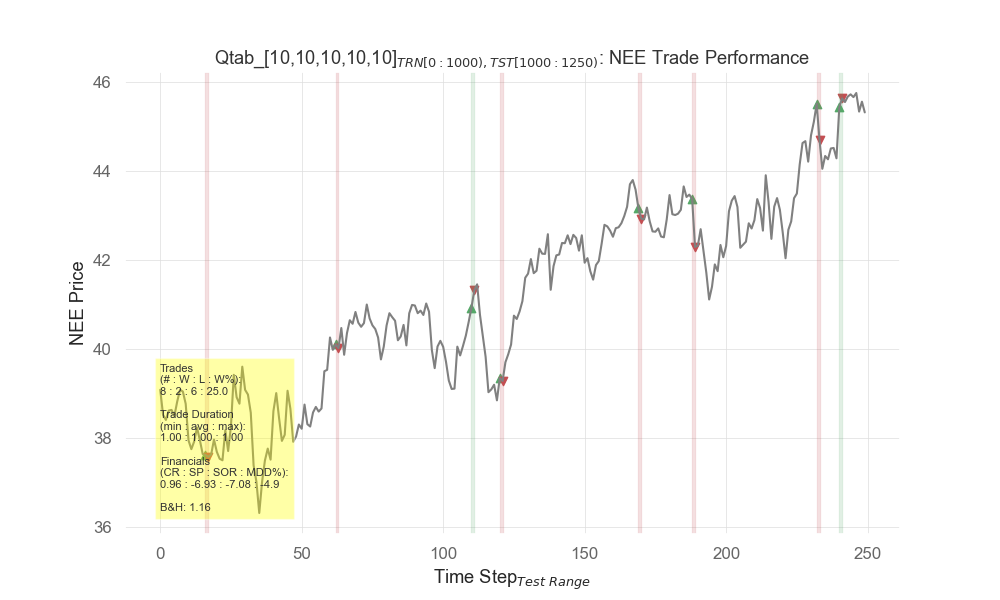 Qtab_[10,10,10,10,10]TRN[0 : 1000), TST[1000 : 1250): NEE Trade Performance
46
44
42
40
38
36
NEE Price
Trades
(# : W : L : W%):
8 : 2 : 6 : 25.0
Trade Duration
(min : avg : max):
1.00 : 1.00 : 1.00
Financials
(CR : SP : SOR : MDD%):
0.96 : -6.93 : -7.08 : -4.9
B&H: 1.16
0 50 100 150 200 250
Time StepTest Range